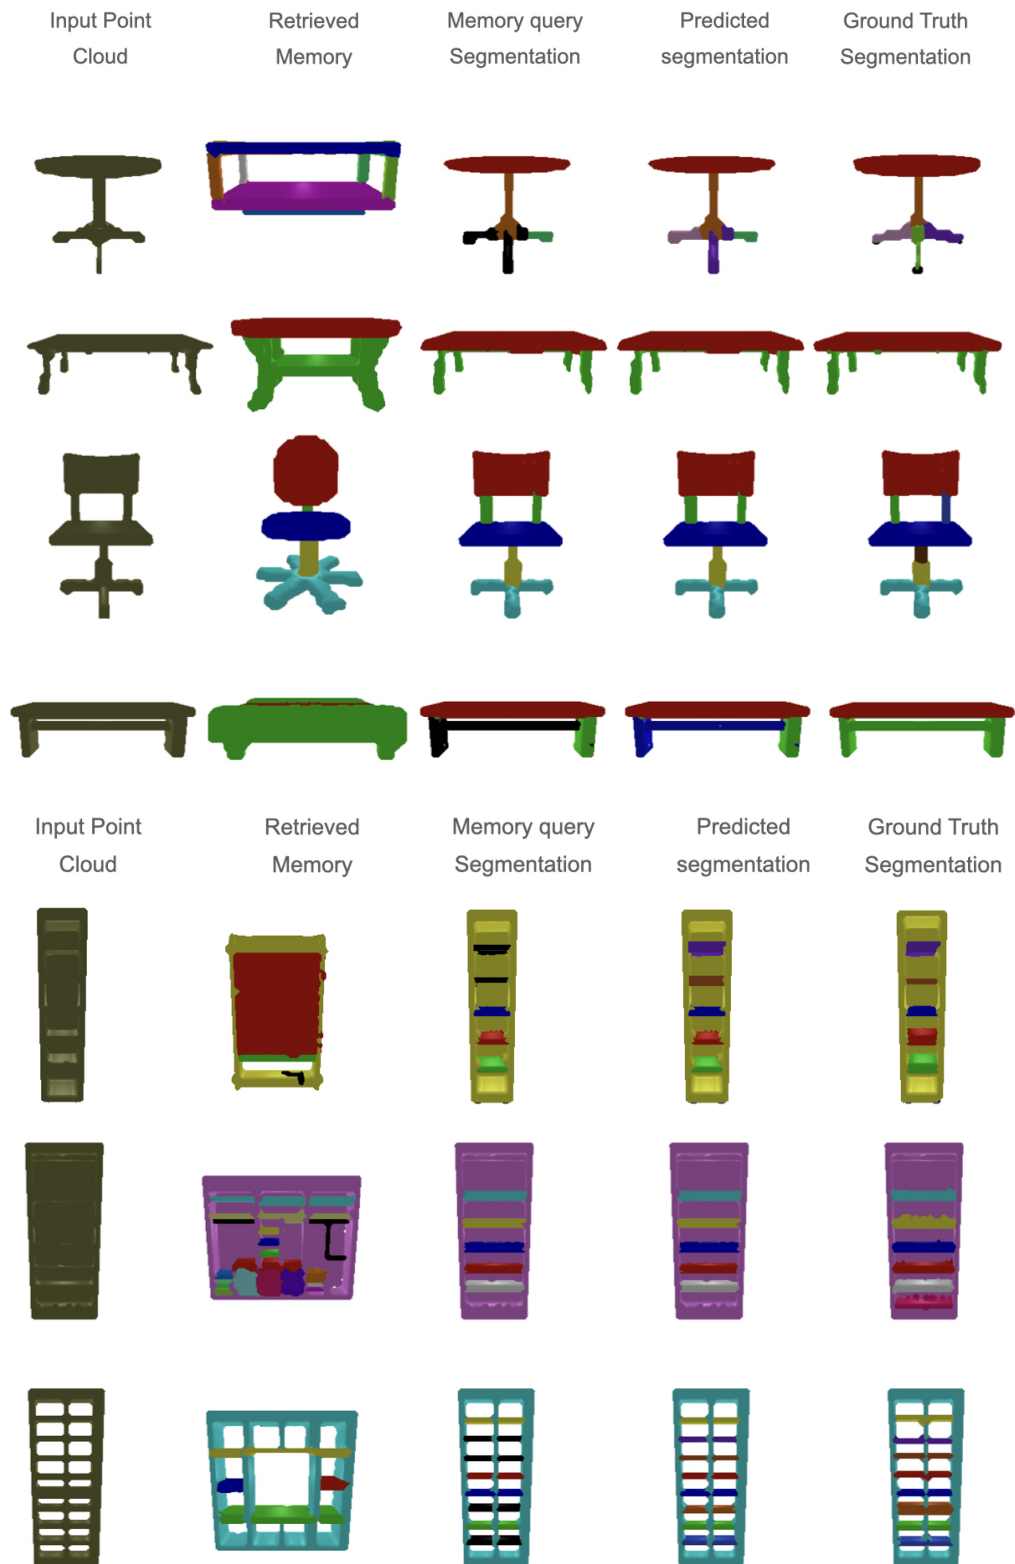 Input Point Cloud
Retrieved Memory
Memory query Segmentation
Predicted segmentation
Ground Truth Segmentation
Input Point Cloud
Retrieved Memory
Memory query Segmentation
Predicted segmentation
Ground Truth Segmentation